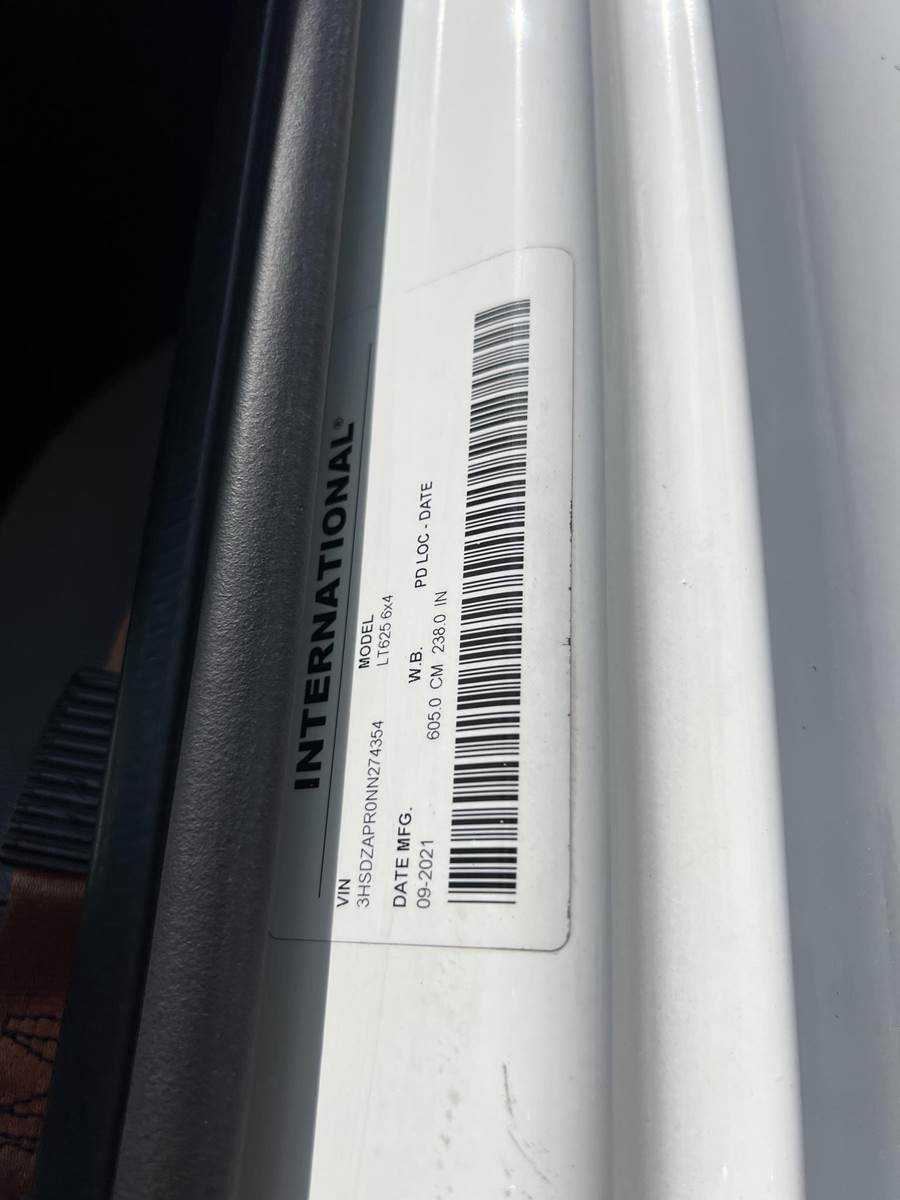 INTERNATIONAL®
VIN MODEL
3HSDZAPR0NN274354 LT625 6x4
DATE MFG. W.B. PD LOC - DATE
09-2021 605.0 CM 238.0 IN